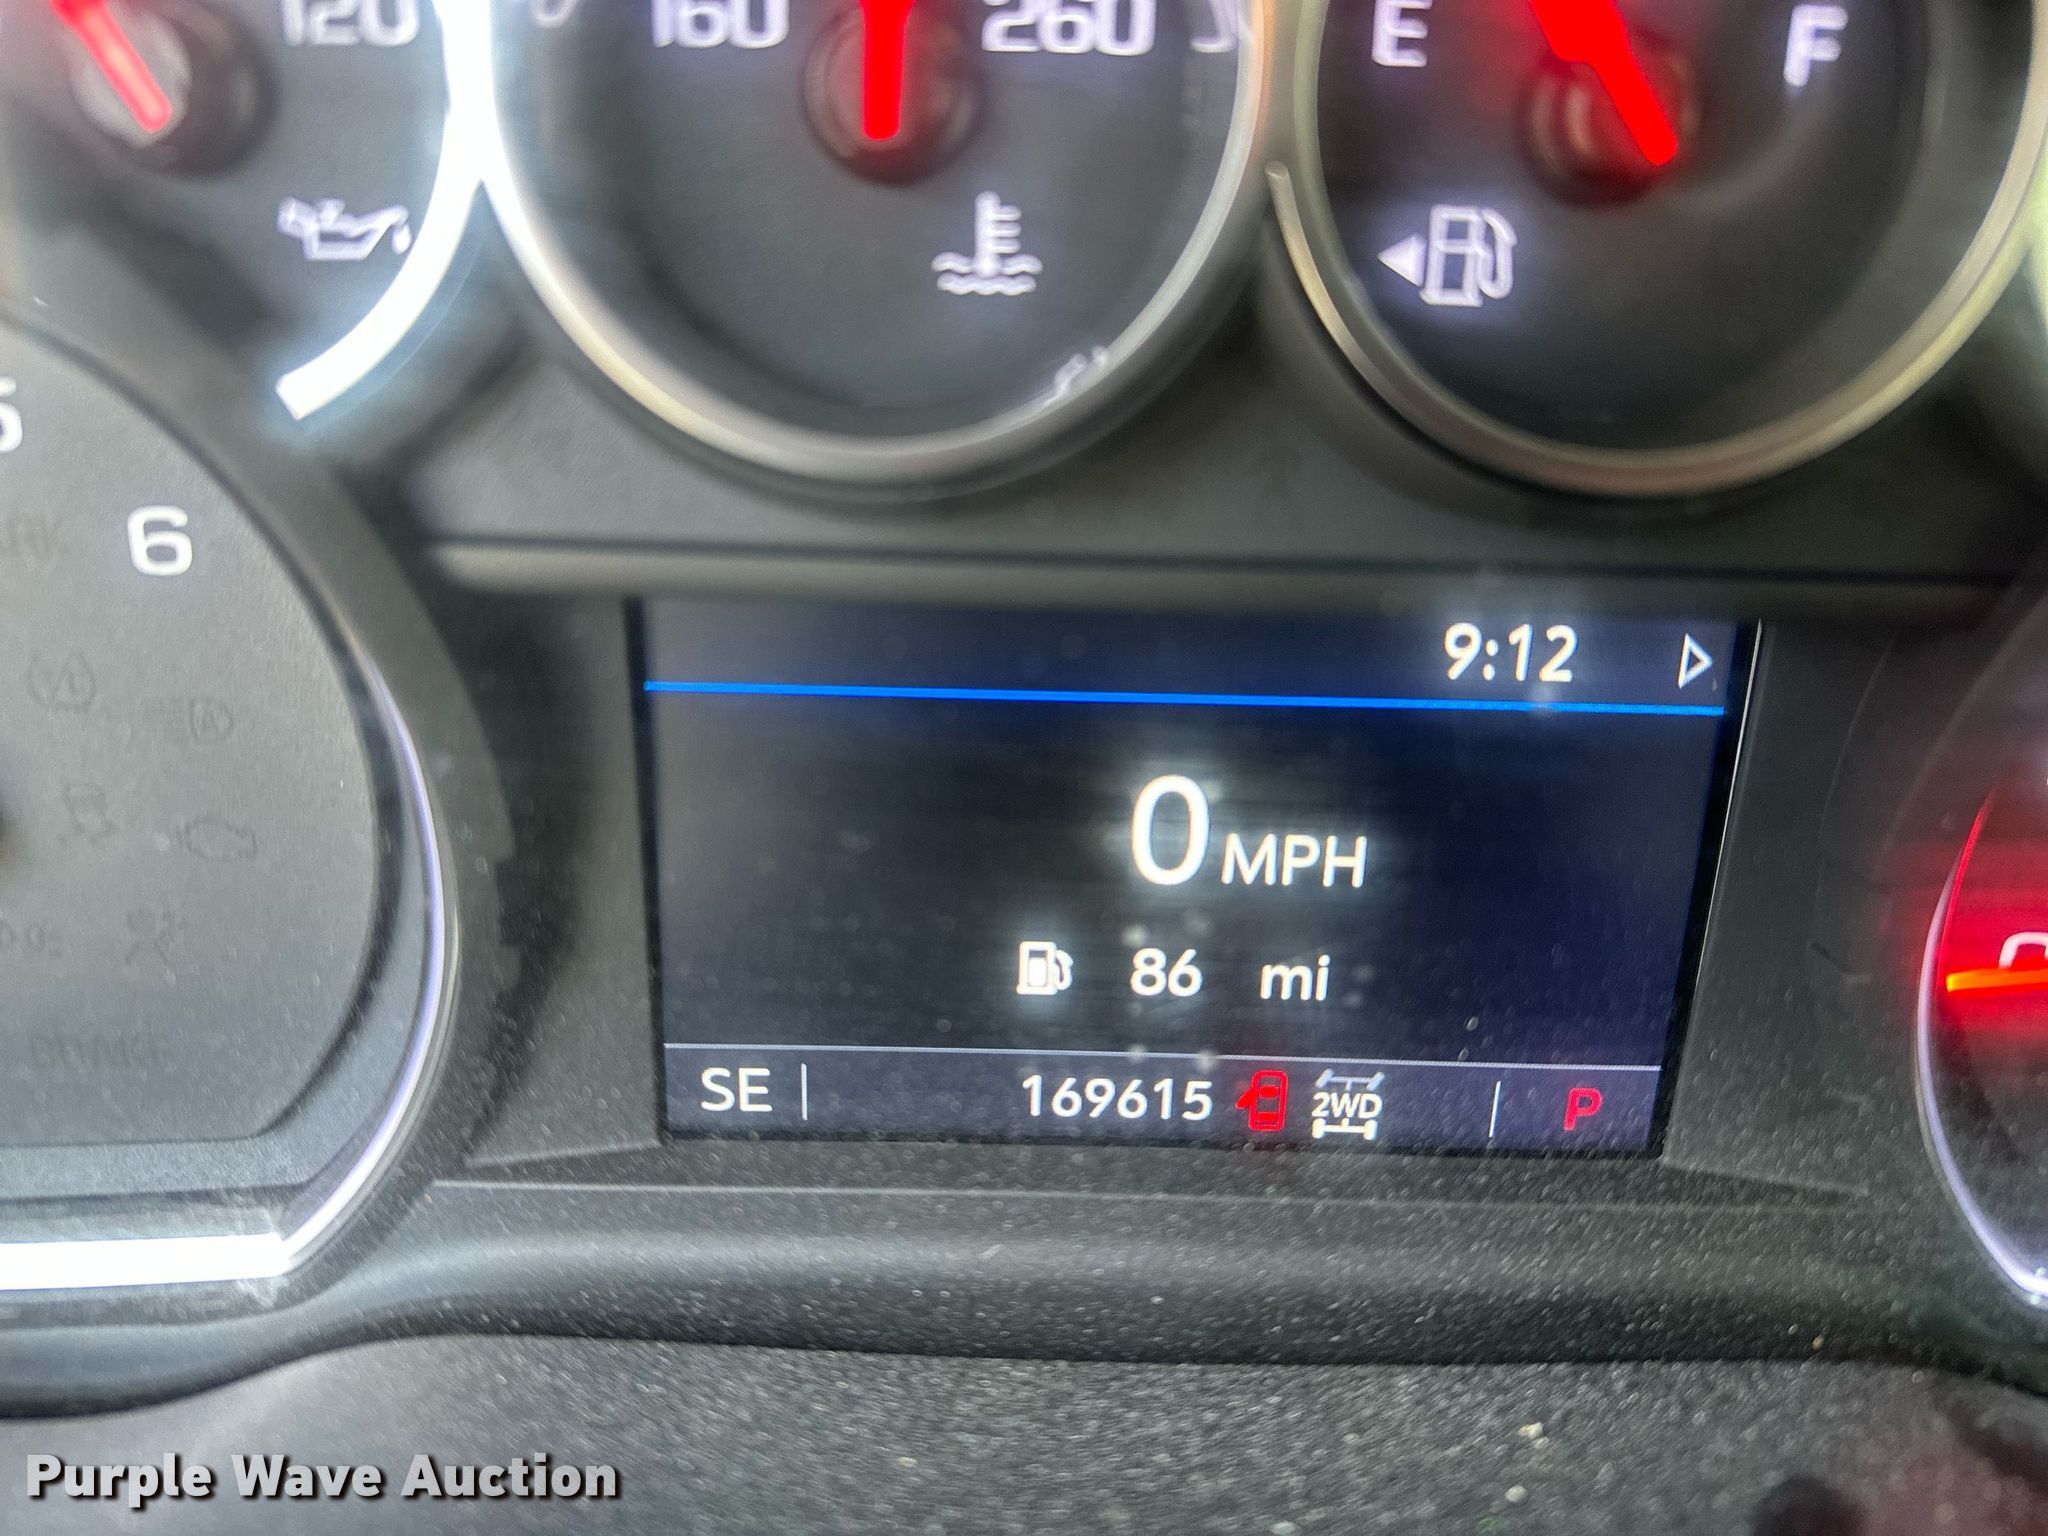 120
160
260
E
F
6
9:12
0 MPH
86 mi
SE
169615
2WD
P
Purple Wave Auction